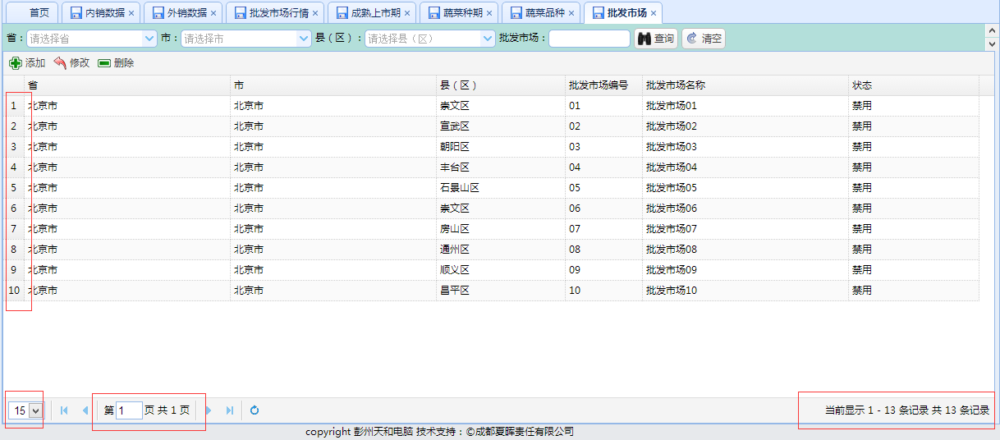 首页 内销数据 外销数据 批发市场行情 成熟上市期 蔬菜种期 蔬菜品种 批发市场
省：请选择省 市：请选择市 县（区）：请选择县（区） 批发市场： 查询 清空
添加 修改 删除
省 市 县（区） 批发市场编号 批发市场名称 状态
1 北京市 北京市 崇文区 01 批发市场01 禁用
2 北京市 北京市 宣武区 02 批发市场02 禁用
3 北京市 北京市 朝阳区 03 批发市场03 禁用
4 北京市 北京市 丰台区 04 批发市场04 禁用
5 北京市 北京市 石景山区 05 批发市场05 禁用
6 北京市 北京市 崇文区 06 批发市场06 禁用
7 北京市 北京市 房山区 07 批发市场07 禁用
8 北京市 北京市 通州区 08 批发市场08 禁用
9 北京市 北京市 顺义区 09 批发市场09 禁用
10 北京市 北京市 昌平区 10 批发市场10 禁用
15 第 1 页 共 1 页 当前显示 1 - 13 条记录 共 13 条记录
copyright 彭州天和电脑 技术支持：©成都夏晖责任有限公司